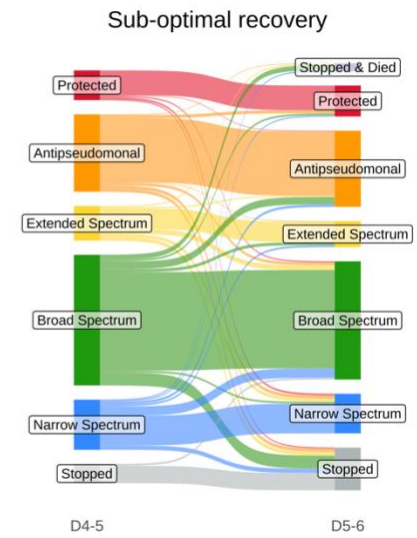 Sub-optimal recovery
Stopped & Died
Protected
Protected
Antipseudomonal
Antipseudomonal
Extended Spectrum
Extended Spectrum
Broad Spectrum
Broad Spectrum
Narrow Spectrum
Narrow Spectrum
Stopped
Stopped
D4-5
D5-6